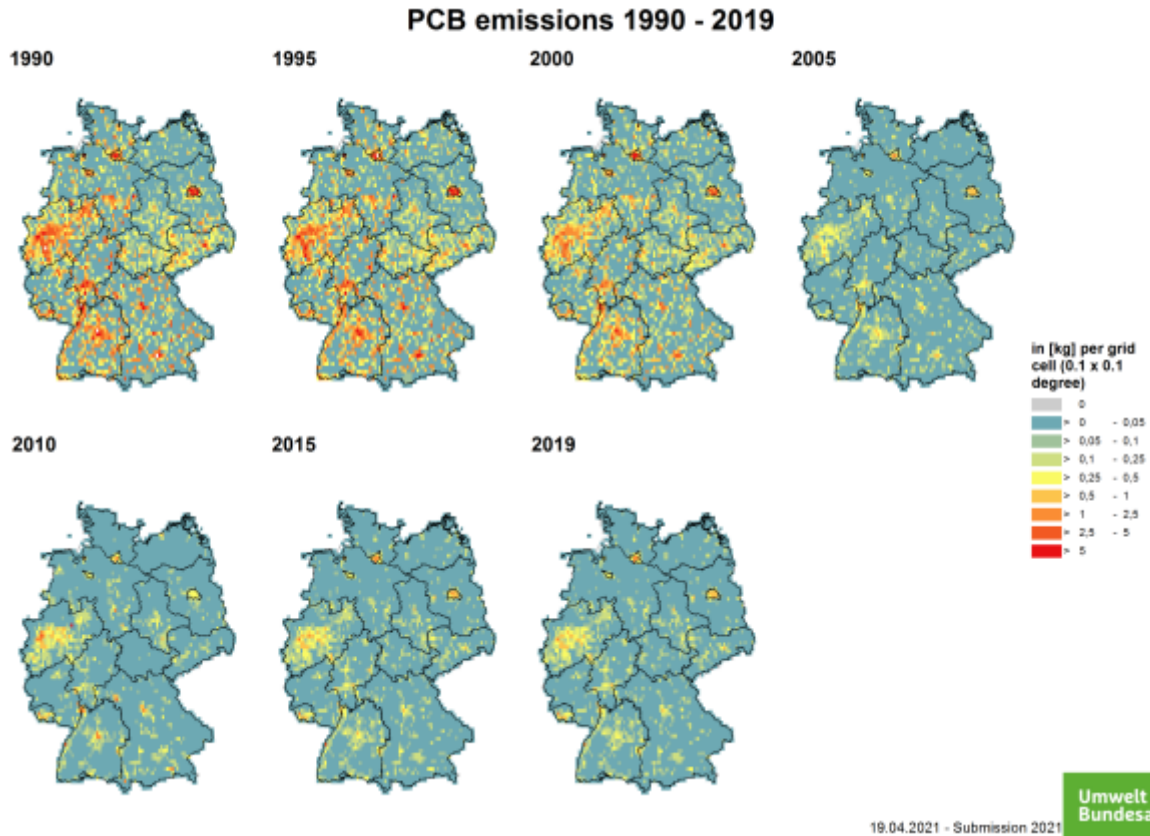 PCB emissions 1990 - 2019
1990
1995
2000
2005
in [kg] per grid
cell (0.1 x 0.1
degree)
0
> 0 - 0,05
> 0,05 - 0,1
> 0,1 - 0,25
> 0,25 - 0,5
> 0,5 - 1
> 1 - 2,5
> 2,5 - 5
> 5
2010
2015
2019
Umwelt
Bundesa
19.04.2021 - Submission 2021